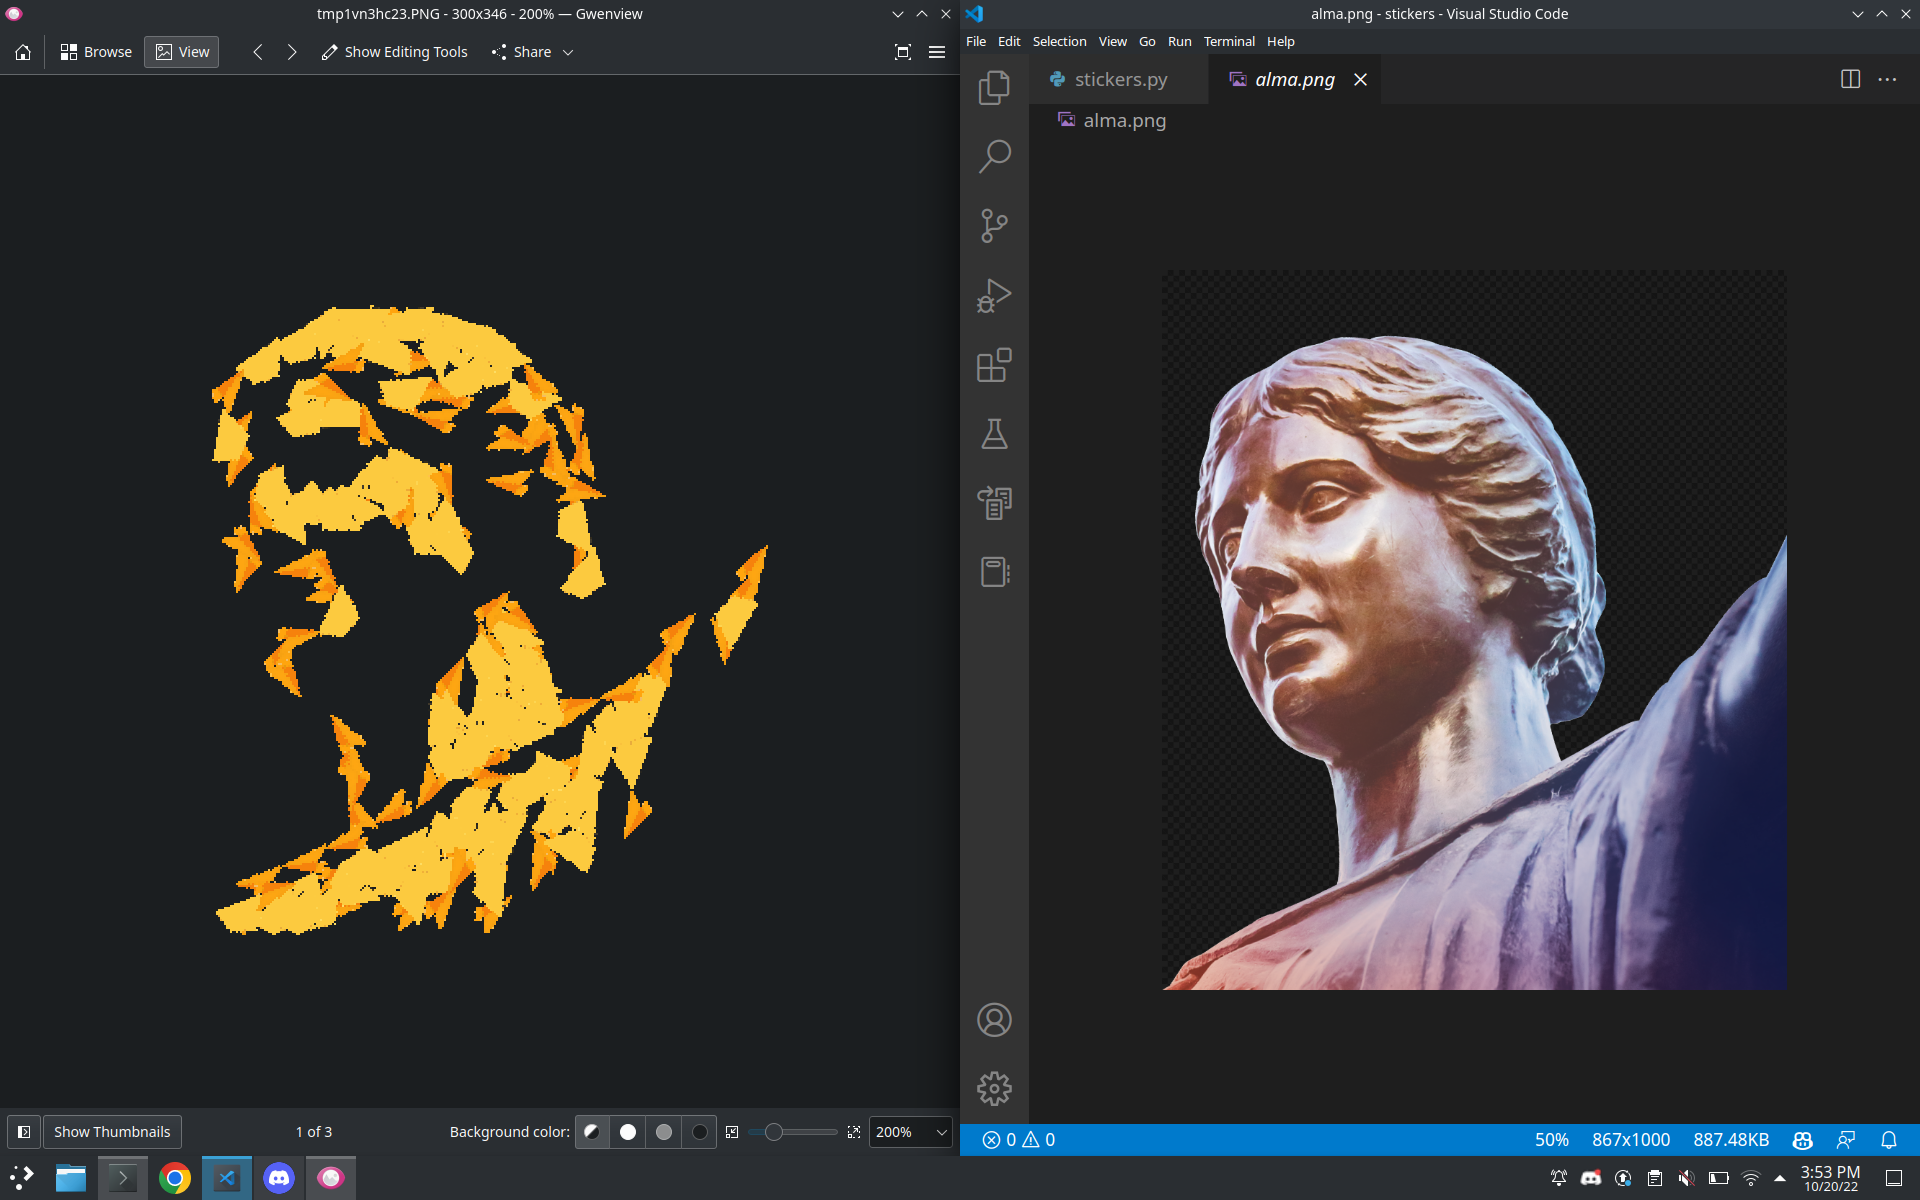 tmp1vn3hc23.PNG - 300x346 - 200% — Gwenview
Browse
View
Show Editing Tools
Share
Show Thumbnails
1 of 3
Background color:
200%
alma.png - stickers - Visual Studio Code
File Edit Selection View Go Run Terminal Help
stickers.py
alma.png
alma.png
0 0
50%
867x1000
887.48KB
3:53 PM
10/20/22